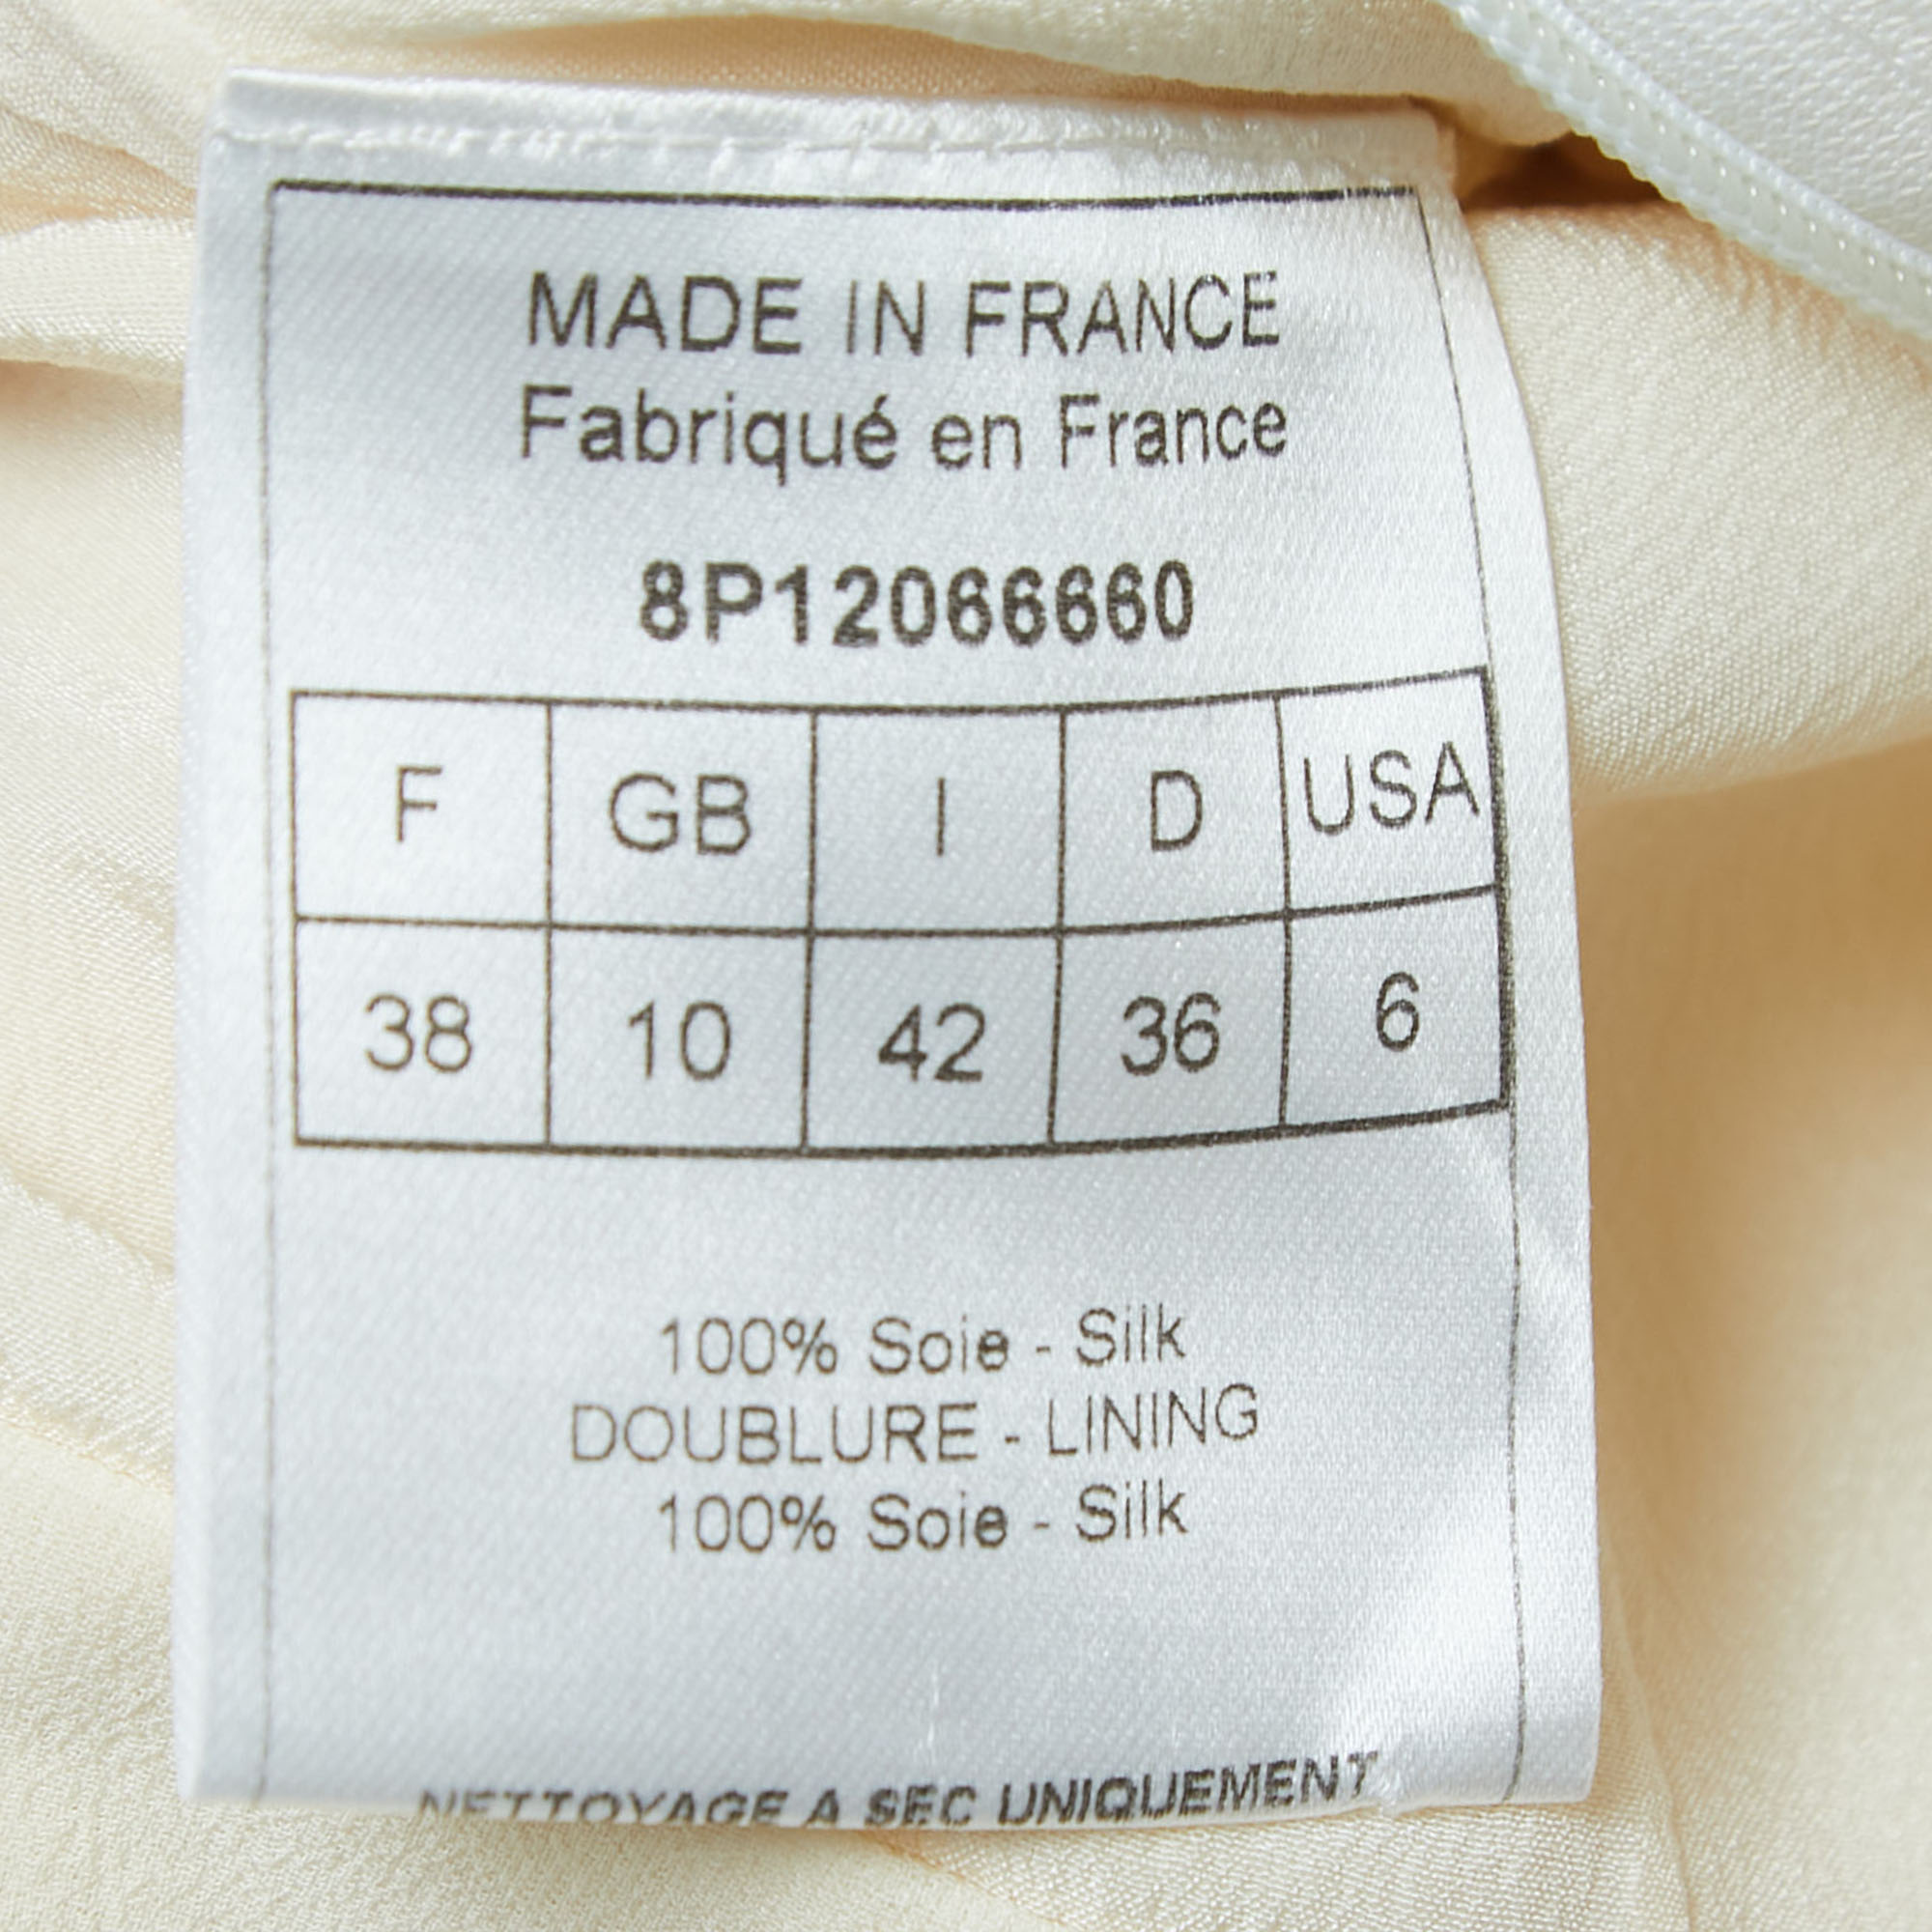 MADE IN FRANCE
Fabriqué en France
8P12066660
F GB I D USA
38 10 42 36 6
100% Soie - Silk
DOUBLURE - LINING
100% Soie - Silk
NETTOYAGE A SEC UNIQUEMENT